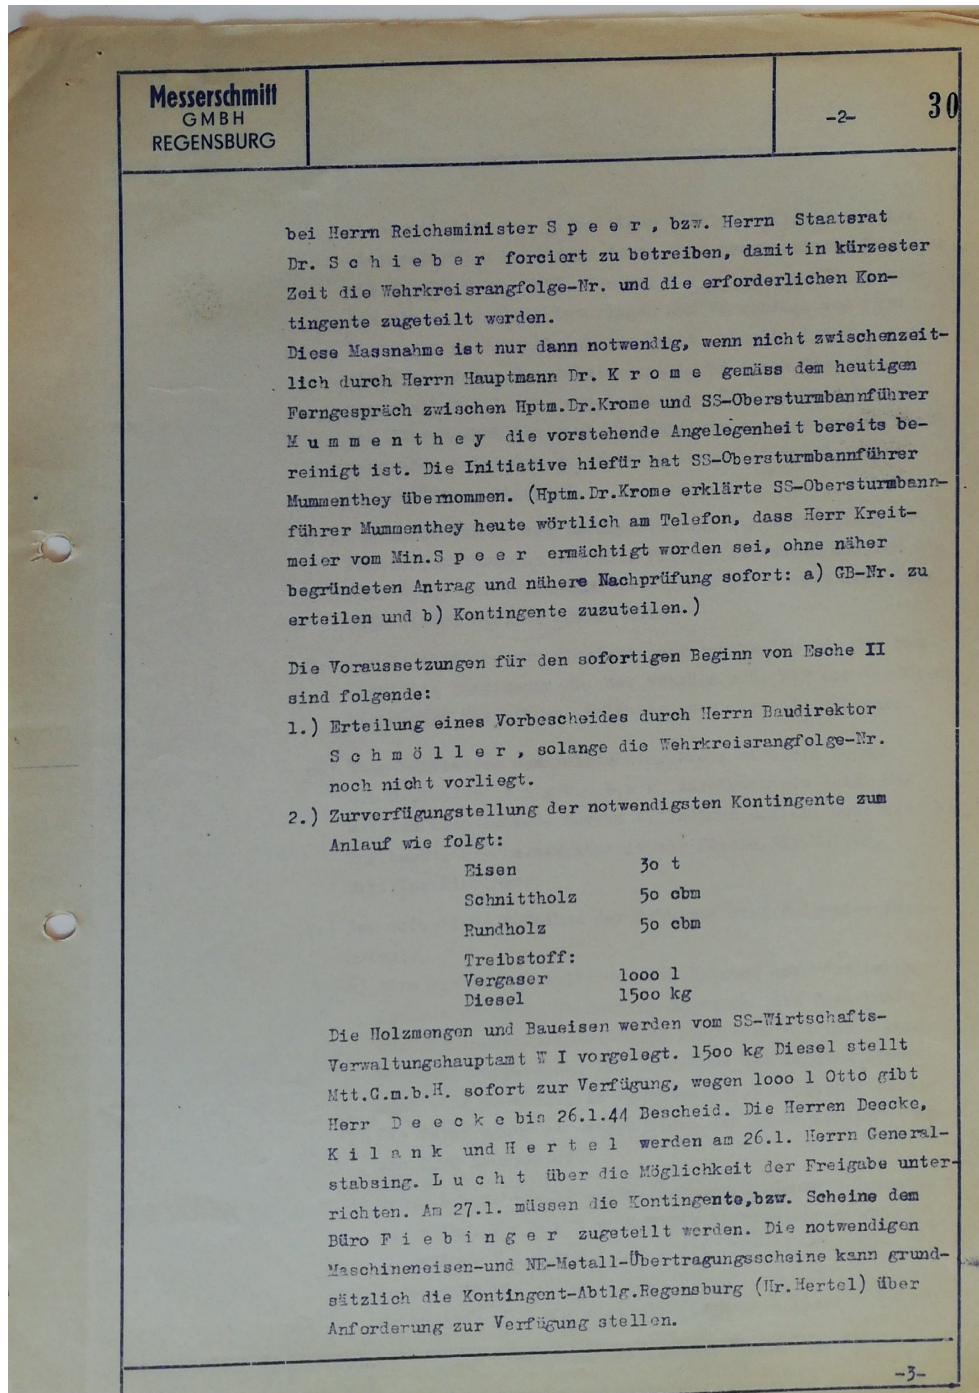 Messerschmitt
GMBH
REGENSBURG
-2-
30
bei Herrn Reichsminister S p e e r , bzw. Herrn Staatsrat
Dr. S c h i e b e r forciert zu betreiben, damit in kürzester
Zeit die Wehrkreisrangfolge-Nr. und die erforderlichen Kon-
tingente zugeteilt werden.
Diese Massnahme ist nur dann notwendig, wenn nicht zwischenzeit-
lich durch Herrn Hauptmann Dr. K r o m e gemäss dem heutigen
Ferngespräch zwischen Hptm.Dr.Krome und SS-Obersturmbannführer
M u m m e n t h e y die vorstehende Angelegenheit bereits be-
reinigt ist. Die Initiative hiefür hat SS-Obersturmbannführer
Mummenthey übernommen. (Hptm.Dr.Krome erklärte SS-Obersturmbann-
führer Mummenthey heute wörtlich am Telefon, dass Herr Kreit-
meier vom Min.S p e e r ermächtigt worden sei, ohne näher
begründeten Antrag und nähere Nachprüfung sofort: a) GB-Nr. zu
erteilen und b) Kontingente zuzuteilen.)
Die Voraussetzungen für den sofortigen Beginn von Esche II
sind folgende:
1.) Erteilung eines Vorbescheides durch Herrn Baudirektor
S c h m ö l l e r , solange die Wehrkreisrangfolge-Nr.
noch nicht vorliegt.
2.) Zurverfügungstellung der notwendigsten Kontingente zum
Anlauf wie folgt:
Eisen 3o t
Schnittholz 5o cbm
Rundholz 5o cbm
Treibstoff:
Vergaser 1ooo l
Diesel 15oo kg
Die Holzmengen und Baueisen werden vom SS-Wirtschafts-
Verwaltungshauptamt W I vorgelegt. 15oo kg Diesel stellt
Mtt.G.m.b.H. sofort zur Verfügung, wegen 1ooo l Otto gibt
Herr D e e c k e bis 26.1.44 Bescheid. Die Herren Deecke,
K i l a n k und H e r t e l werden am 26.1. Herrn General-
stabsing. L u c h t über die Möglichkeit der Freigabe unter-
richten. Am 27.1. müssen die Kontingente,bzw. Scheine dem
Büro F i e b i n g e r zugeteilt werden. Die notwendigen
Maschineneisen-und NE-Metall-Übertragungsscheine kann grund-
sätzlich die Kontingent-Abtlg.Regensburg (Hr.Hertel) über
Anforderung zur Verfügung stellen.
-3-